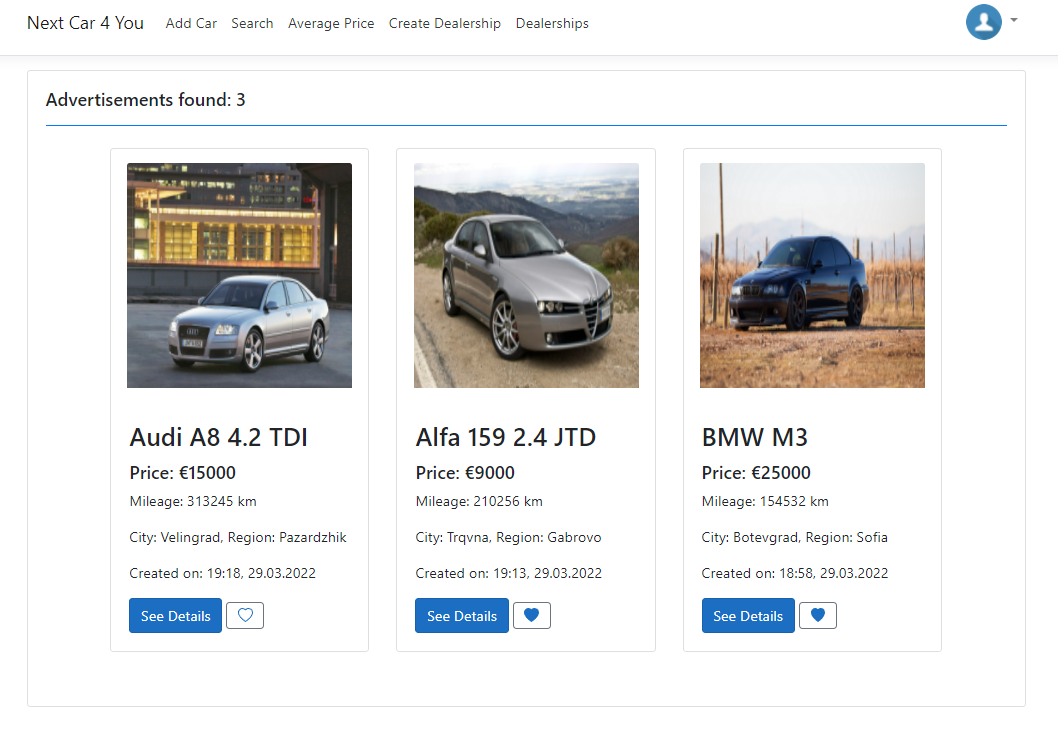 Next Car 4 You Add Car Search Average Price Create Dealership Dealerships
Advertisements found: 3
Audi A8 4.2 TDI
Price: €15000
Mileage: 313245 km
City: Velingrad, Region: Pazardzhik
Created on: 19:18, 29.03.2022
See Details
Alfa 159 2.4 JTD
Price: €9000
Mileage: 210256 km
City: Trqvna, Region: Gabrovo
Created on: 19:13, 29.03.2022
See Details
BMW M3
Price: €25000
Mileage: 154532 km
City: Botevgrad, Region: Sofia
Created on: 18:58, 29.03.2022
See Details